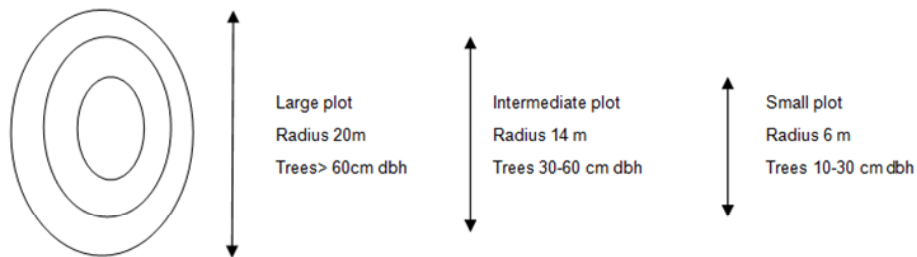 Large plot
Radius 20m
Trees> 60cm dbh
Intermediate plot
Radius 14 m
Trees 30-60 cm dbh
Small plot
Radius 6 m
Trees 10-30 cm dbh